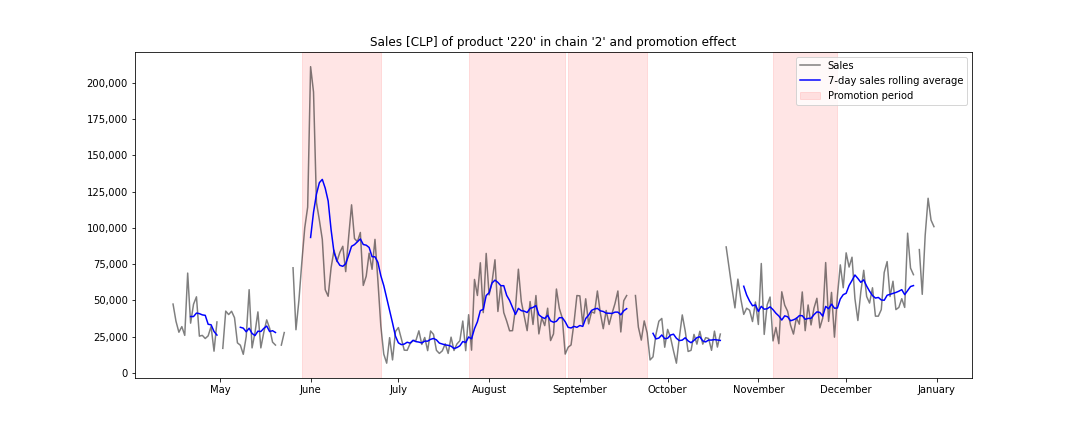 Sales [CLP] of product '220' in chain '2' and promotion effect
Sales
7-day sales rolling average
Promotion period
200,000
175,000
150,000
125,000
100,000
75,000
50,000
25,000
0
May June July August September October November December January